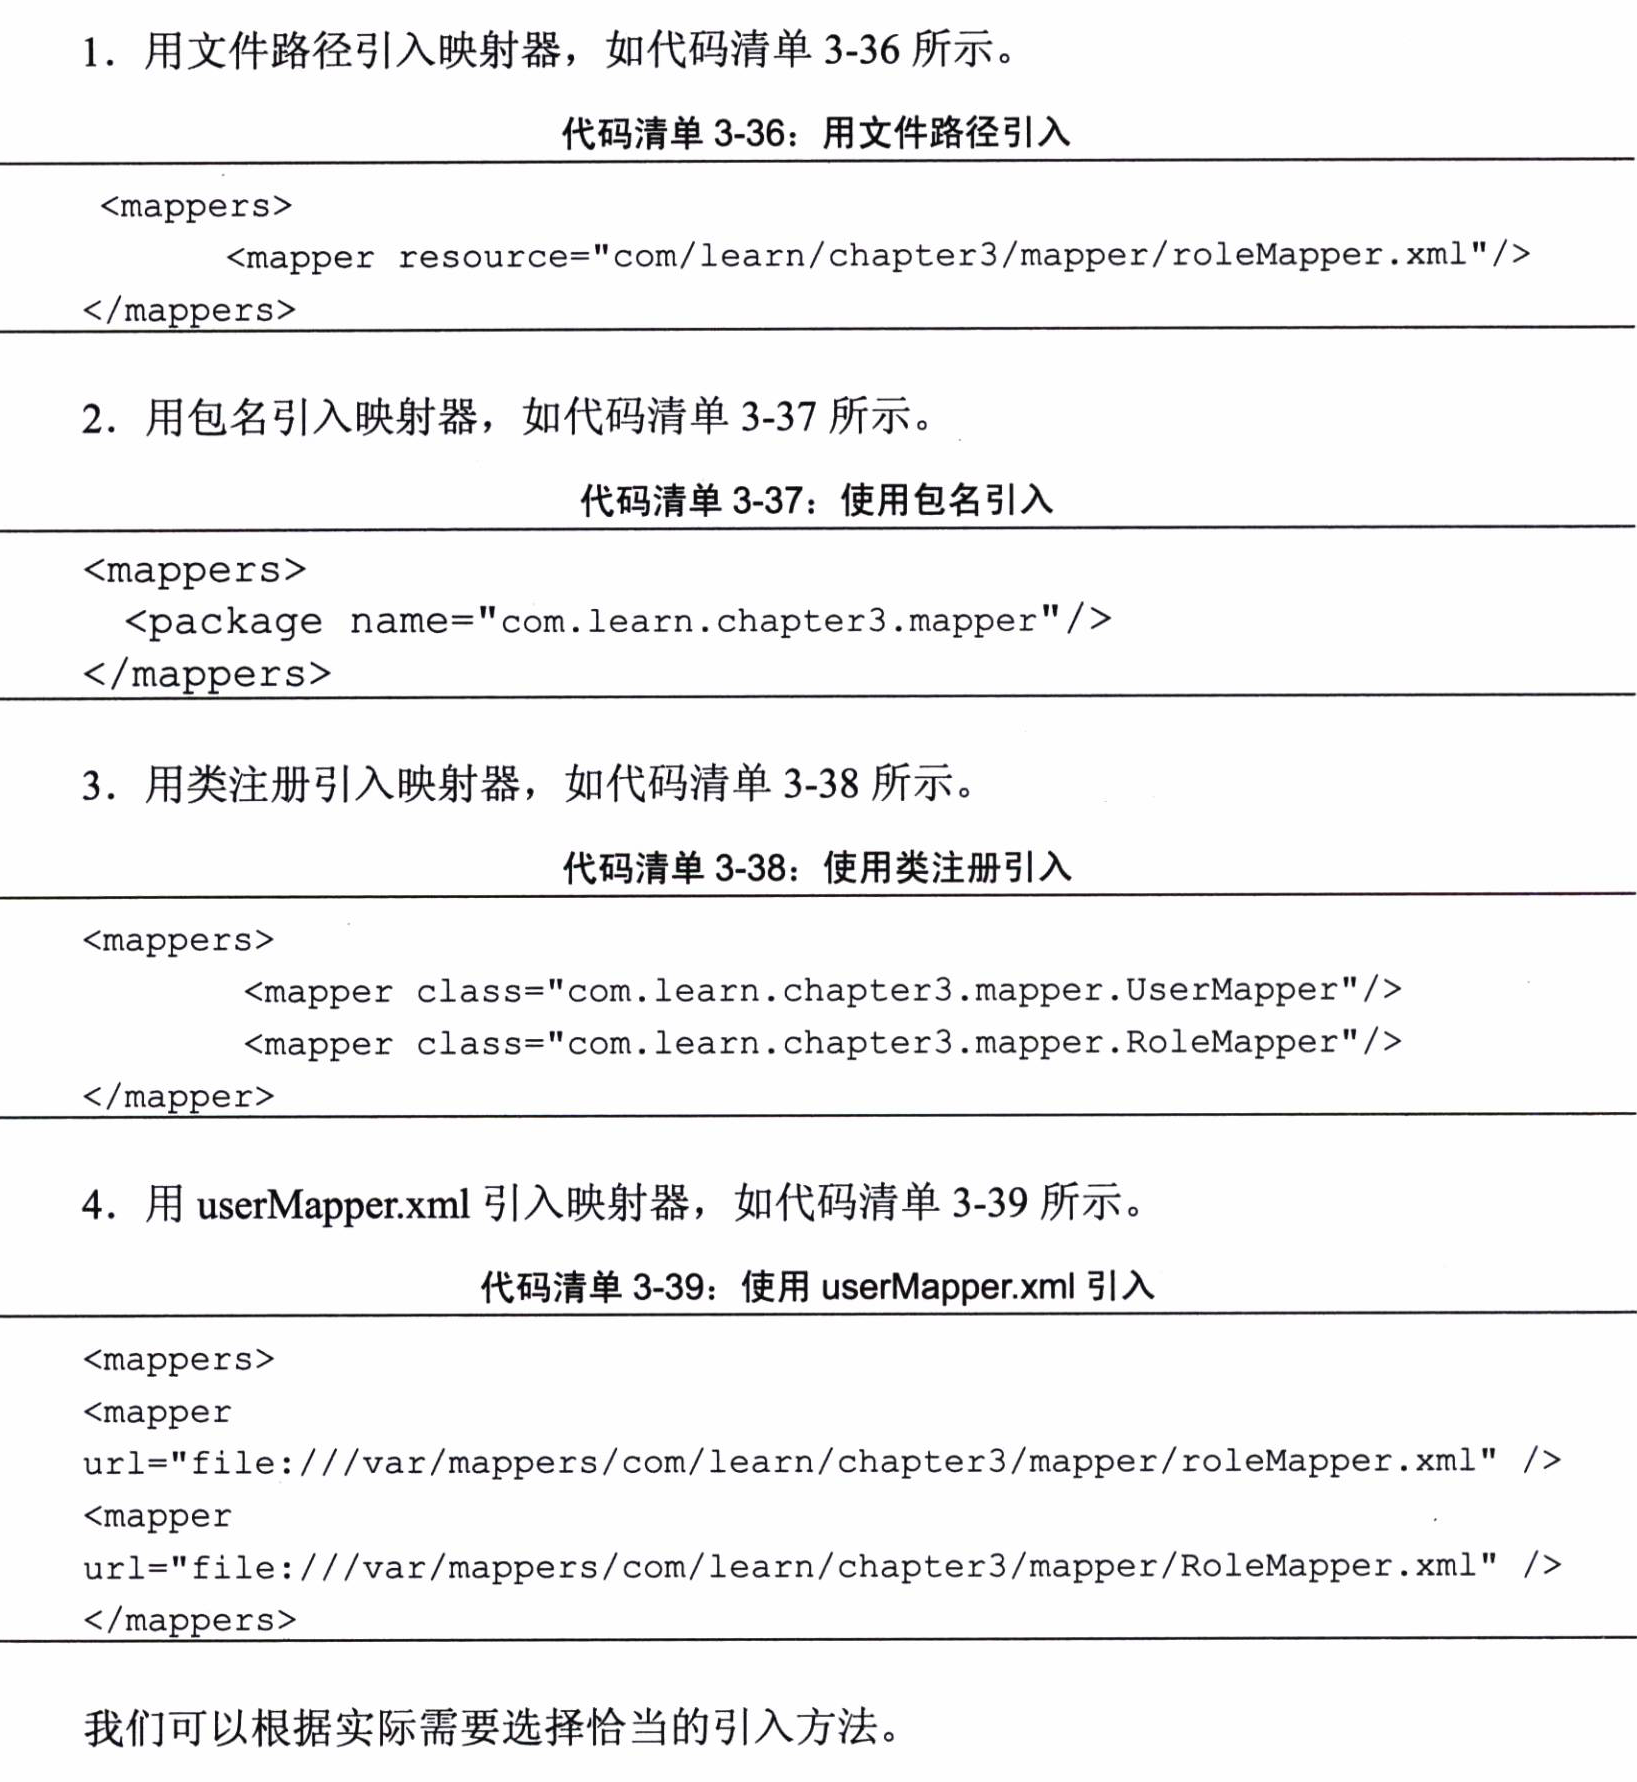 1. 用文件路径引入映射器，如代码清单 3-36 所示。
代码清单 3-36：用文件路径引入
<mappers>
<mapper resource="com/learn/chapter3/mapper/roleMapper.xml"/>
</mappers>
2. 用包名引入映射器，如代码清单 3-37 所示。
代码清单 3-37：使用包名引入
<mappers>
<package name="com.learn.chapter3.mapper"/>
</mappers>
3. 用类注册引入映射器，如代码清单 3-38 所示。
代码清单 3-38：使用类注册引入
<mappers>
<mapper class="com.learn.chapter3.mapper.UserMapper"/>
<mapper class="com.learn.chapter3.mapper.RoleMapper"/>
</mapper>
4. 用 userMapper.xml 引入映射器，如代码清单 3-39 所示。
代码清单 3-39：使用 userMapper.xml 引入
<mappers>
<mapper
url="file:///var/mappers/com/learn/chapter3/mapper/roleMapper.xml" />
<mapper
url="file:///var/mappers/com/learn/chapter3/mapper/RoleMapper.xml" />
</mappers>
我们可以根据实际需要选择恰当的引入方法。